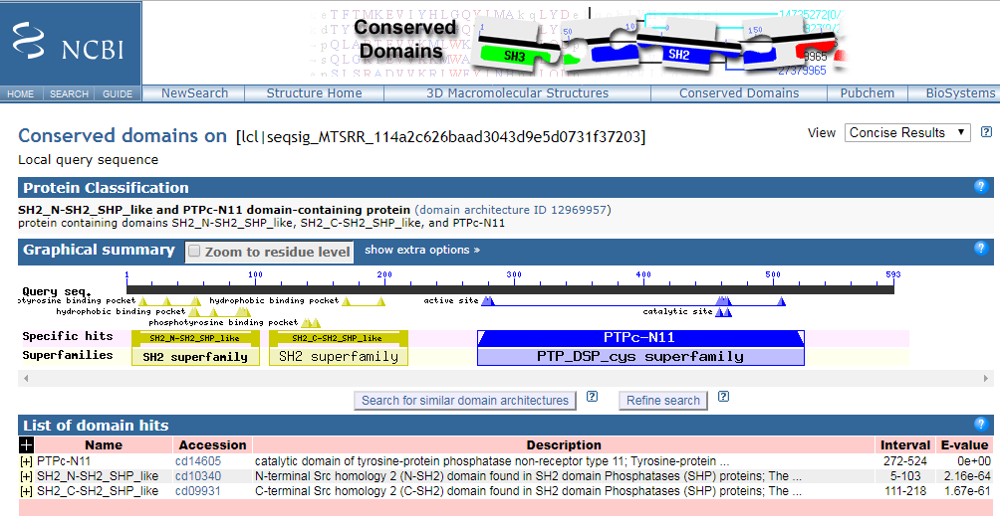 NCBI
Conserved
Domains
SH3
SH2
HOME SEARCH GUIDE NewSearch Structure Home 3D Macromolecular Structures Conserved Domains Pubchem BioSystems
Conserved domains on [lcl|seqsig_MTSRR_114a2c626baad3043d9e5d0731f37203]
View Concise Results
Local query sequence
Protein Classification
SH2_N-SH2_SHP_like and PTPc-N11 domain-containing protein (domain architecture ID 12969957)
protein containing domains SH2_N-SH2_SHP_like, SH2_C-SH2_SHP_like, and PTPc-N11
Graphical summary Zoom to residue level show extra options »
1 100 200 300 400 500 593
Query seq.
otyrosine binding pocket hydrophobic binding pocket active site
hydrophobic binding pocket catalytic site
phosphotyrosine binding pocket
Specific hits SH2_N-SH2_SHP_like SH2_C-SH2_SHP_like PTPc-N11
Superfamilies SH2 superfamily SH2 superfamily PTP_DSP_cys superfamily
Search for similar domain architectures ? Refine search ?
List of domain hits
Name Accession Description Interval E-value
PTPc-N11 cd14605 catalytic domain of tyrosine-protein phosphatase non-receptor type 11; Tyrosine-protein ... 272-524 0e+00
SH2_N-SH2_SHP_like cd10340 N-terminal Src homology 2 (N-SH2) domain found in SH2 domain Phosphatases (SHP) proteins; The ... 5-103 2.16e-64
SH2_C-SH2_SHP_like cd09931 C-terminal Src homology 2 (C-SH2) domain found in SH2 domain Phosphatases (SHP) proteins; The ... 111-218 1.67e-61